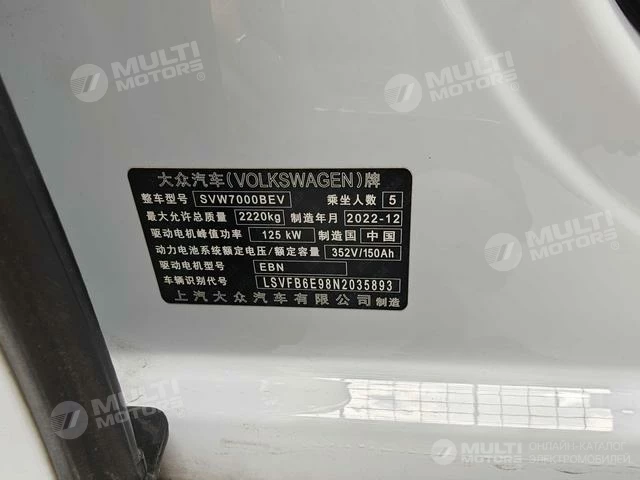 大众汽车(VOLKSWAGEN)牌
整车型号 SVW7000BEV 乘坐人数 5
最大允许总质量 2220kg 制造年月 2022-12
驱动电机峰值功率 125 kW 制造国 中国
动力电池系统额定电压/额定容量 352V/150Ah
驱动电机型号 EBN
车辆识别代号 LSVFB6E98N2035893
上汽大众汽车有限公司 制造
MULTI MOTORS®
MULTI MOTORS®
MULTI MOTORS®
MULTI MOTORS®
MULTI MOTORS
ОНЛАЙН-КАТАЛОГ
ЭЛЕКТРОМОБИЛЕЙ